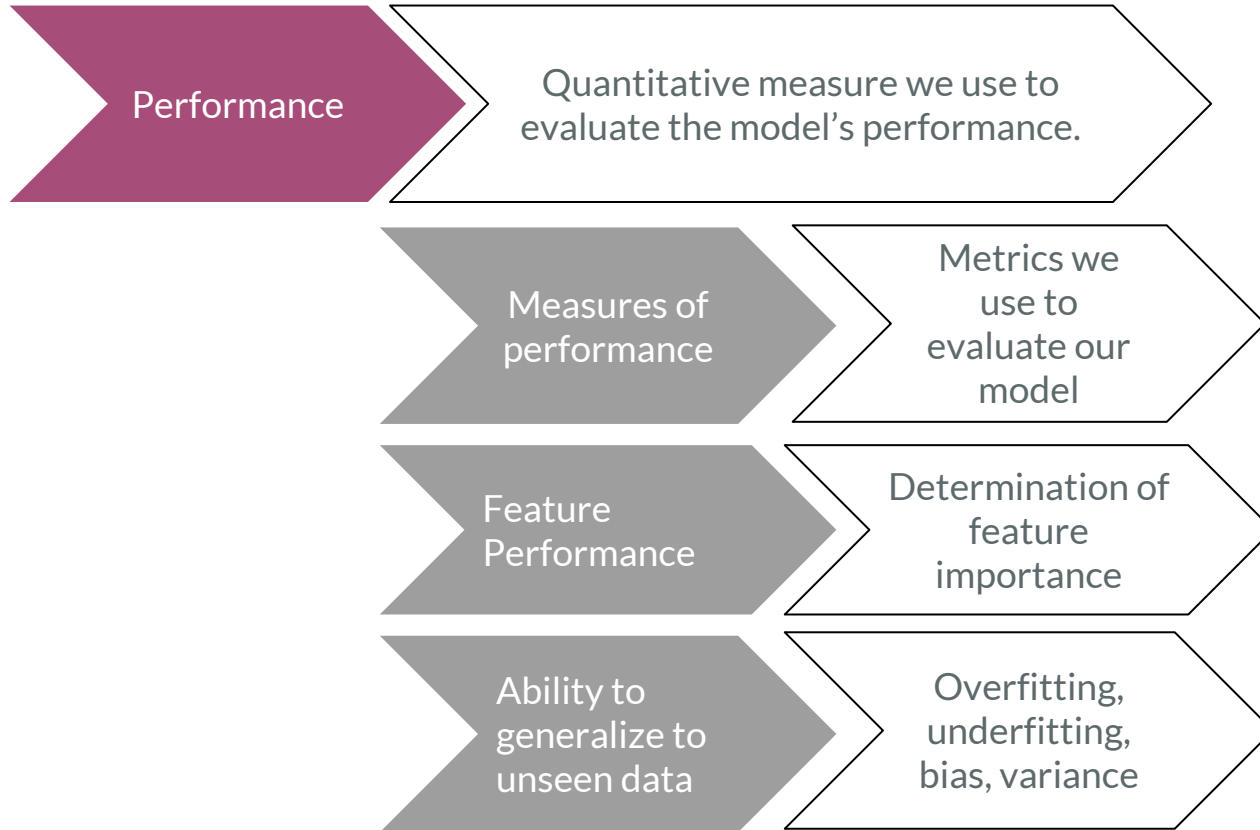 Performance
Quantitative measure we use to
evaluate the model’s performance.
Measures of
performance
Metrics we
use to
evaluate our
model
Feature
Performance
Determination of
feature
importance
Ability to
generalize to
unseen data
Overfitting,
underfitting,
bias, variance